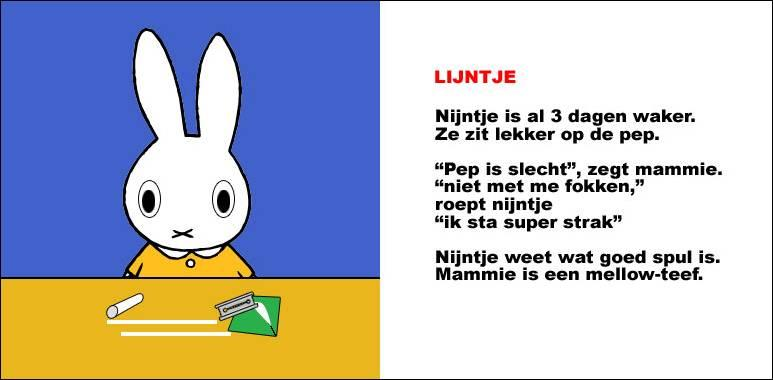 LIJNTJE
Nijntje is al 3 dagen waker.
Ze zit lekker op de pep.
“Pep is slecht”, zegt mammie.
“niet met me fokken,”
roept nijntje
“ik sta super strak”
Nijntje weet wat goed spul is.
Mammie is een mellow-teef.